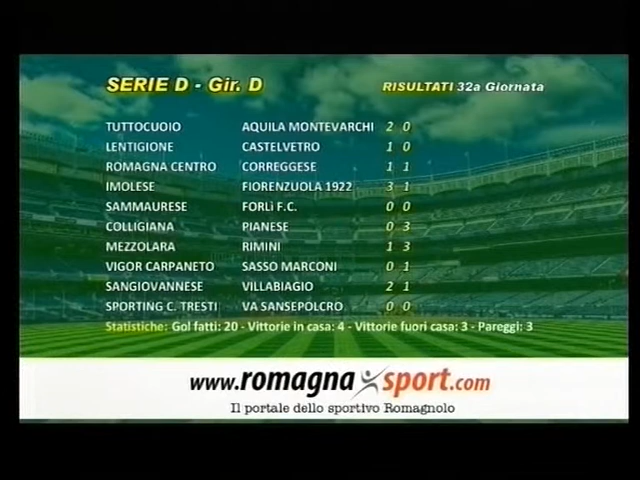 SERIE D - Gir. D RISULTATI 32a Giornata
TUTTOCUOIO AQUILA MONTEVARCHI 2 0
LENTIGIONE CASTELVETRO 1 0
ROMAGNA CENTRO CORREGGESE 1 1
IMOLESE FIORENZUOLA 1922 3 1
SAMMAURESE FORLì F.C. 0 0
COLLIGIANA PIANESE 0 3
MEZZOLARA RIMINI 1 3
VIGOR CARPANETO SASSO MARCONI 0 1
SANGIOVANNESE VILLABIAGIO 2 1
SPORTING C. TRESTI VA SANSEPOLCRO 0 0
Statistiche: Gol fatti: 20 - Vittorie in casa: 4 - Vittorie fuori casa: 3 - Pareggi: 3
www.romagnasport.com
Il portale dello sportivo Romagnolo